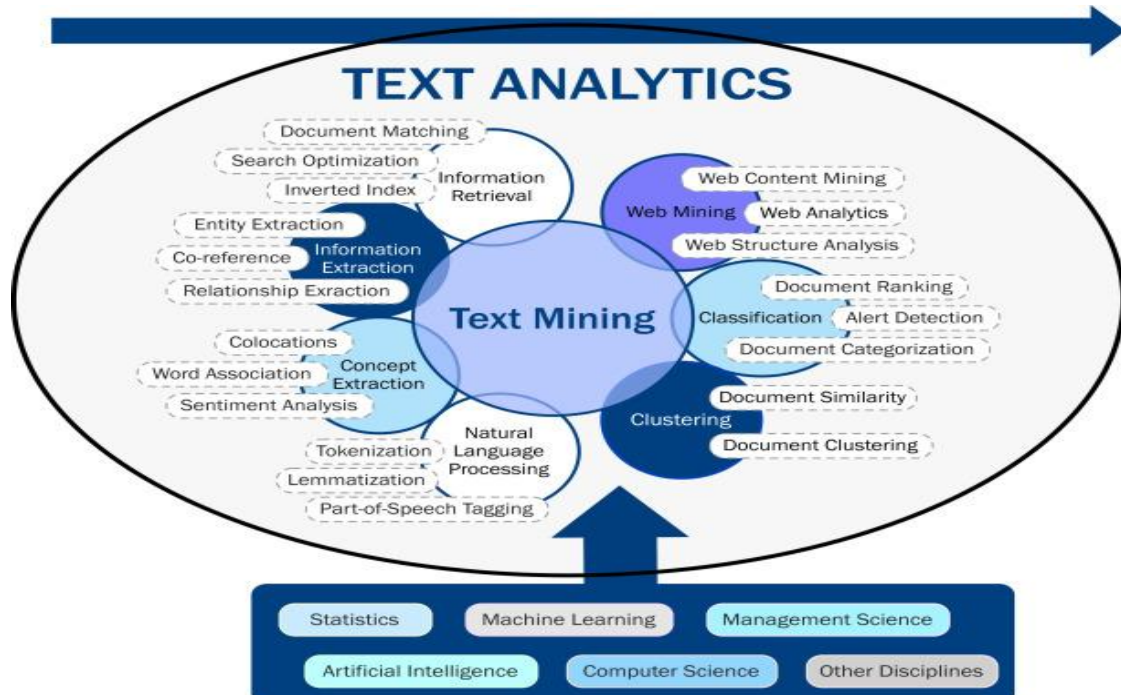 TEXT ANALYTICS
Document Matching
Search Optimization
Inverted Index
Information
Retrieval
Entity Extraction
Co-reference
Relationship Exraction
Information
Extraction
Colocations
Word Association
Sentiment Analysis
Concept
Extraction
Tokenization
Lemmatization
Part-of-Speech Tagging
Natural
Language
Processing
Text Mining
Web Mining
Web Content Mining
Web Analytics
Web Structure Analysis
Classification
Document Ranking
Alert Detection
Document Categorization
Clustering
Document Similarity
Document Clustering
Statistics
Machine Learning
Management Science
Artificial Intelligence
Computer Science
Other Disciplines